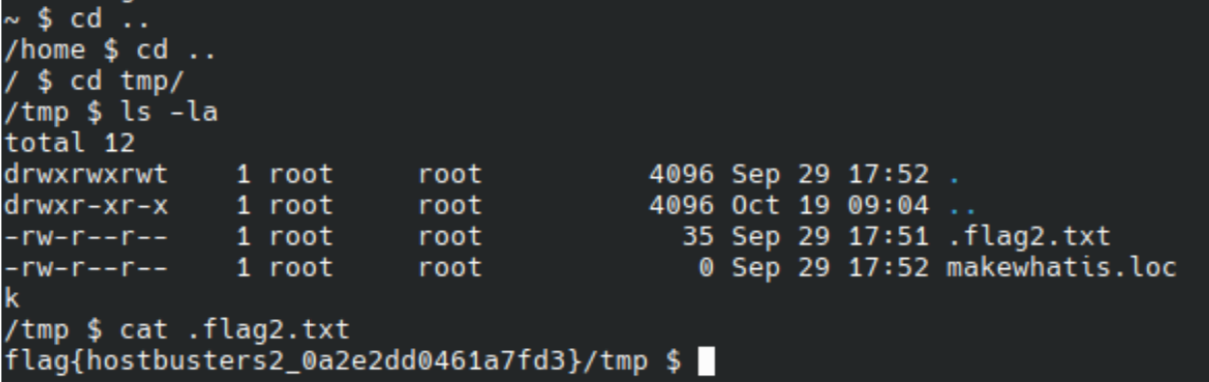 ~ $ cd ..
/home $ cd ..
/ $ cd tmp/
/tmp $ ls -la
total 12
drwxrwxrwt    1 root     root          4096 Sep 29 17:52 .
drwxr-xr-x    1 root     root          4096 Oct 19 09:04 ..
-rw-r--r--    1 root     root            35 Sep 29 17:51 .flag2.txt
-rw-r--r--    1 root     root             0 Sep 29 17:52 makewhatis.loc
k
/tmp $ cat .flag2.txt
flag{hostbusters2_0a2e2dd0461a7fd3}/tmp $